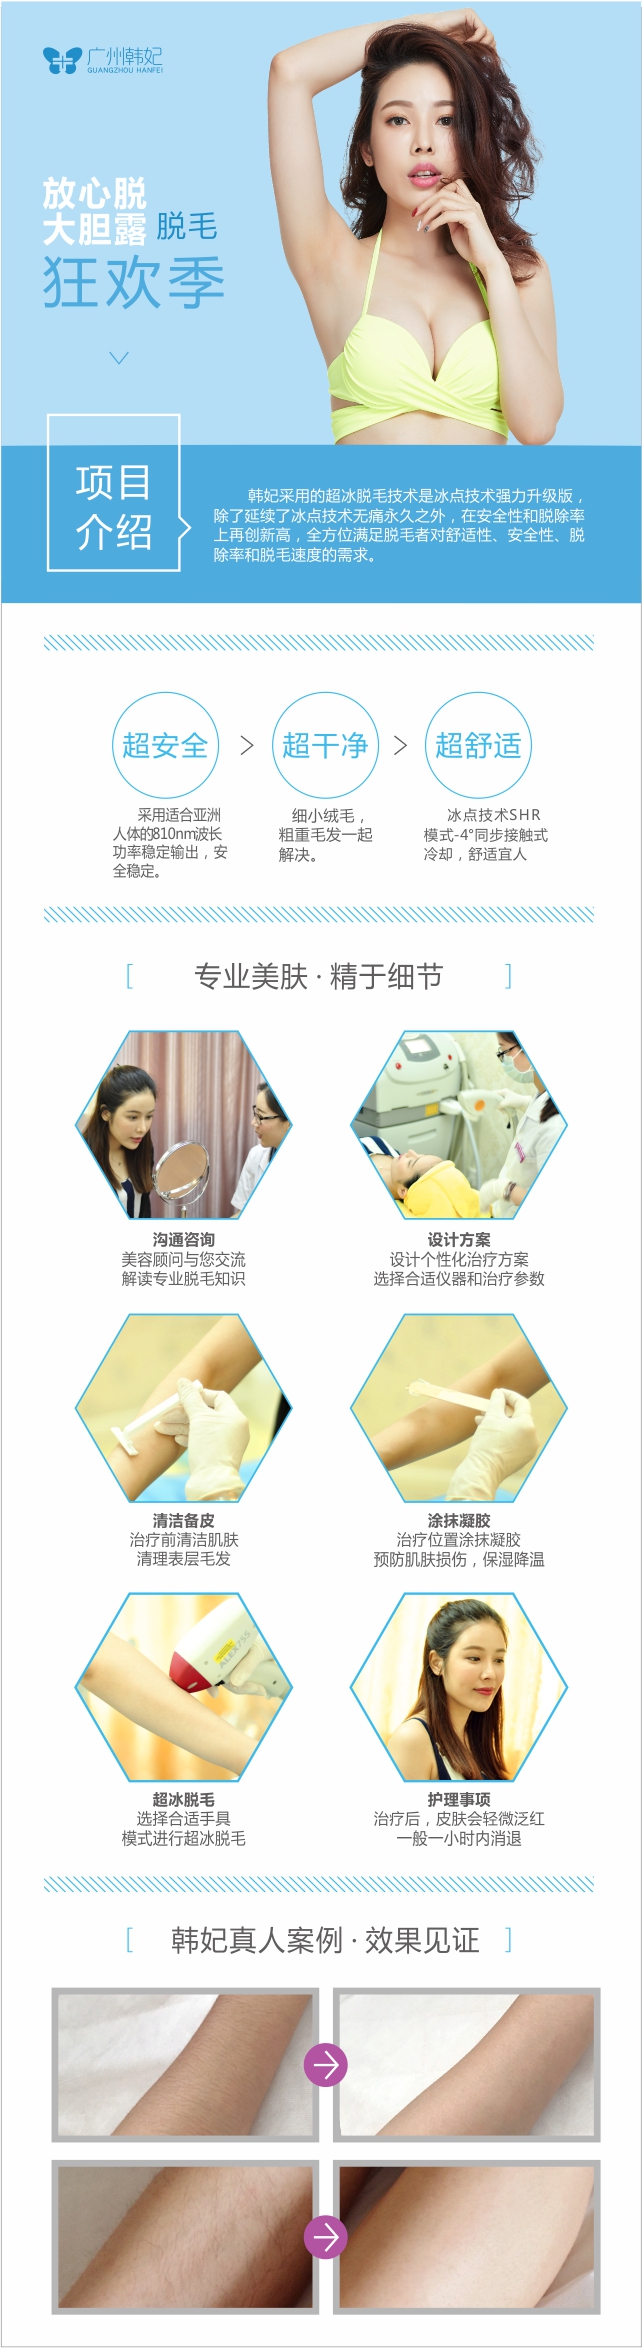 广州韩妃
GUANGZHOU HANFEI
放心脱
大胆露 脱毛
狂欢季
项目
介绍
韩妃采用的超冰脱毛技术是冰点技术强力升级版，
除了延续了冰点技术无痛永久之外，在安全性和脱除率
上再创新高，全方位满足脱毛者对舒适性、安全性、脱
除率和脱毛速度的需求。
超安全
采用适合亚洲
人体的810nm波长
功率稳定输出，安
全稳定。
超干净
细小绒毛，
粗重毛发一起
解决。
超舒适
冰点技术SHR
模式-4°同步接触式
冷却，舒适宜人
[ 专业美肤·精于细节 ]
沟通咨询
美容顾问与您交流
解读专业脱毛知识
设计方案
设计个性化治疗方案
选择合适仪器和治疗参数
清洁备皮
治疗前清洁肌肤
清理表层毛发
涂抹凝胶
治疗位置涂抹凝胶
预防肌肤损伤，保湿降温
ALEX755
超冰脱毛
选择合适手具
模式进行超冰脱毛
护理事项
治疗后，皮肤会轻微泛红
一般一小时内消退
[ 韩妃真人案例·效果见证 ]